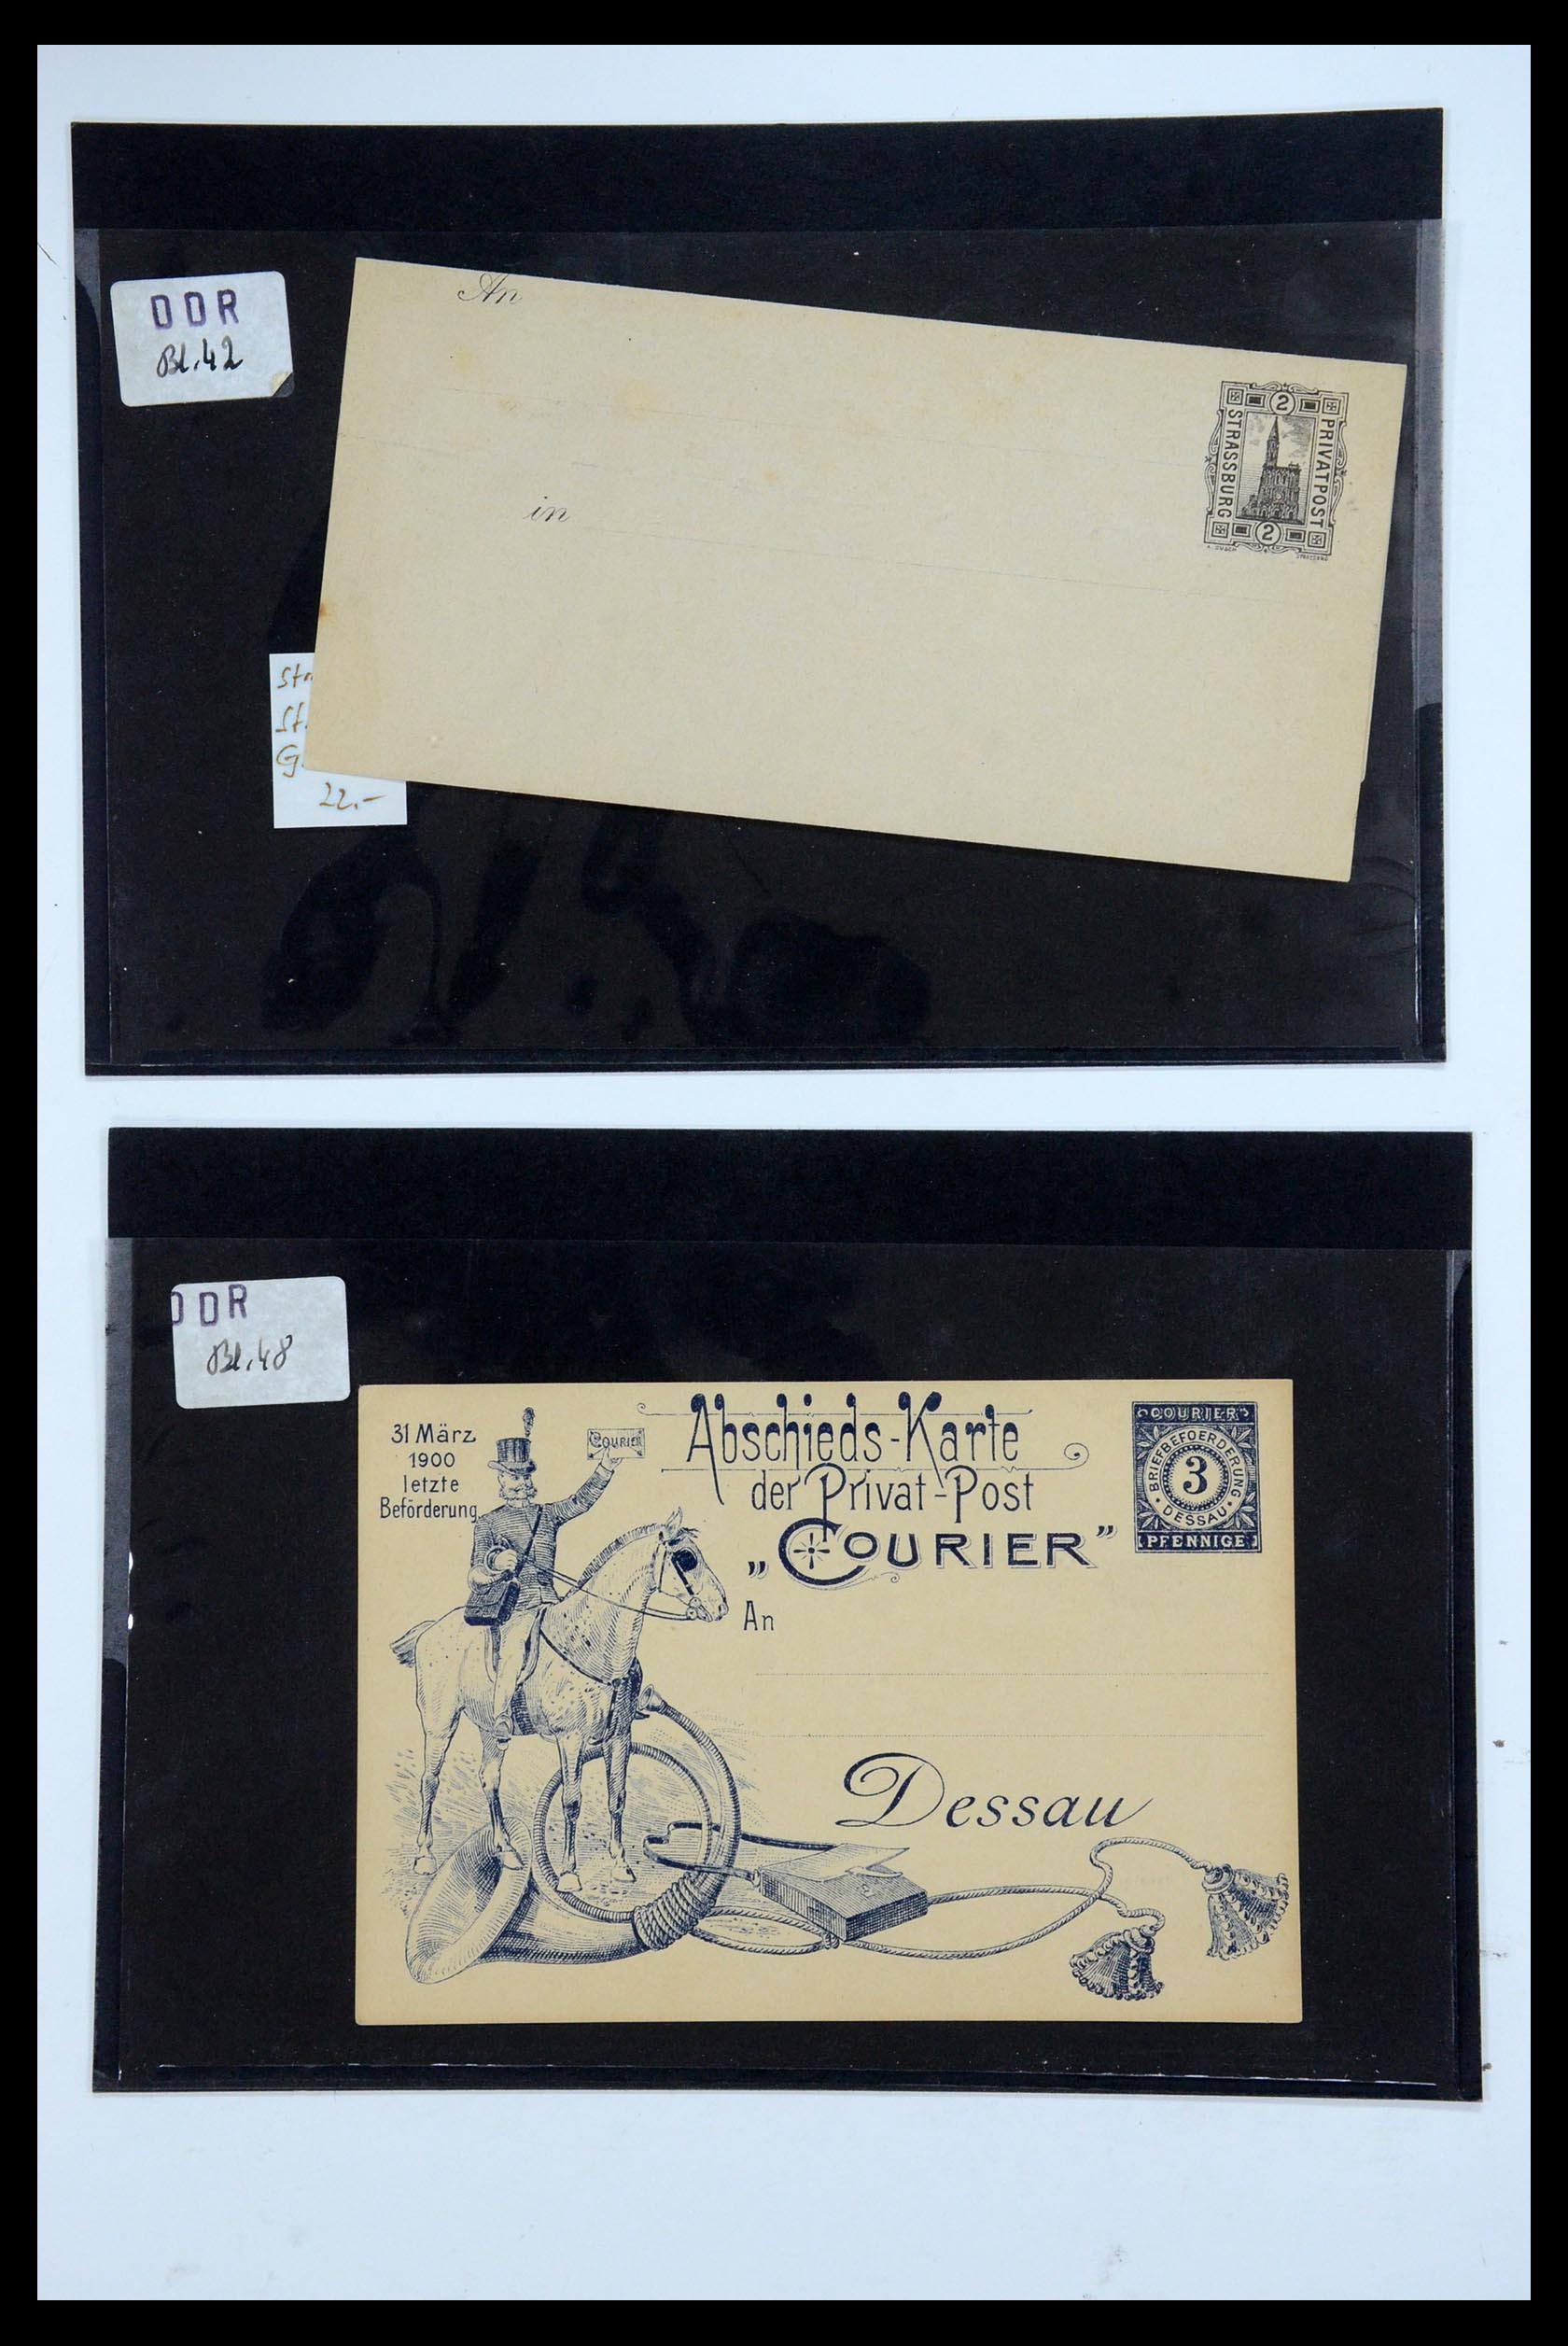 DDR
Bl. 42
An
in
2 2
STRASSBURG
PRIVATPOST
2
22.-
DDR
Bl. 48
31 März
1900
letzte
Beförderung
COURIER
Abschieds-Karte
der Privat-Post
„COURIER”
COURIER
BRIEFBEFOERDERUNG
3
DESSAU
PFENNIGE
An
Dessau